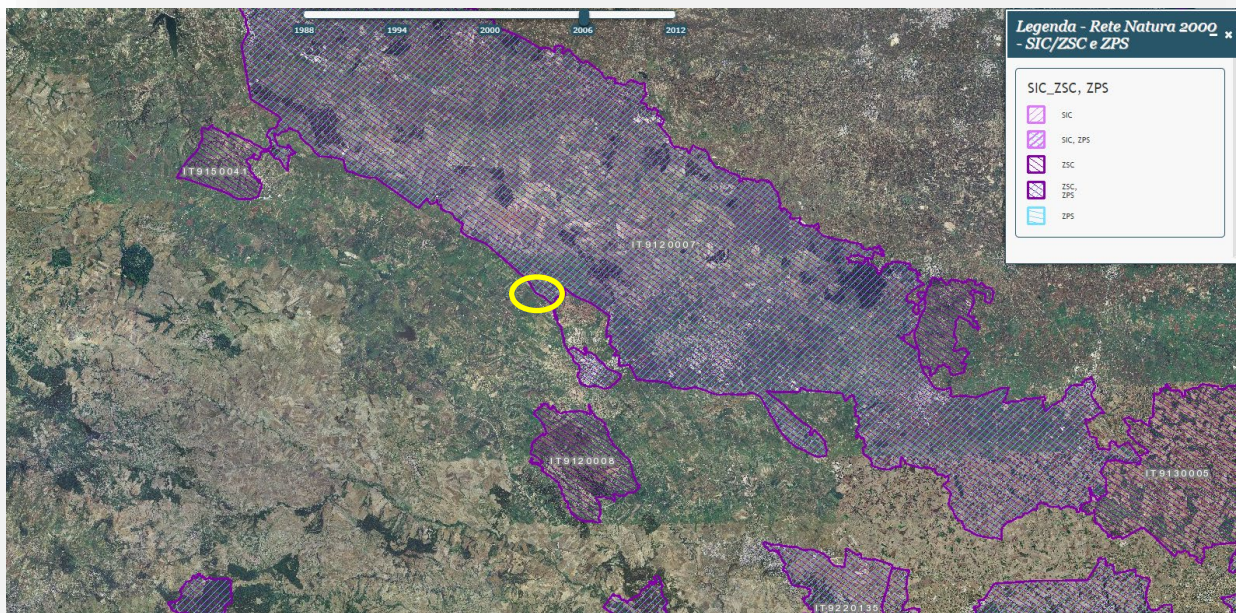 1988 1994 2000 2006 2012
Legenda - Rete Natura 2000
- SIC/ZSC e ZPS
SIC_ZSC, ZPS
SIC
SIC, ZPS
ZSC
ZSC,
ZPS
ZPS
IT9150041
IT9120007
IT9120008
IT9130005
IT9220135